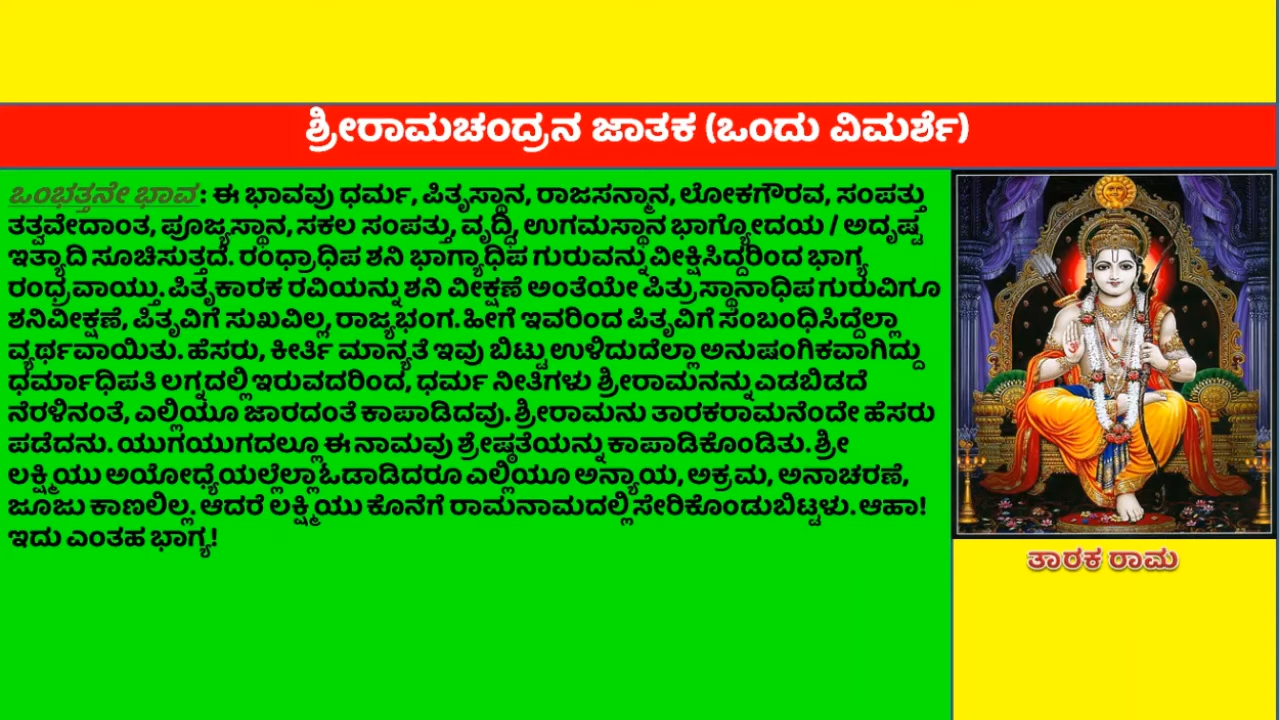 ಶ್ರೀರಾಮಚಂದ್ರನ ಜಾತಕ (ಒಂದು ವಿಮರ್ಶೆ)
ಒಂಭತ್ತನೇ ಭಾವ : ಈ ಭಾವವು ಧರ್ಮ, ಪಿತೃಸ್ಥಾನ, ರಾಜಸನ್ಮಾನ, ಲೋಕಗೌರವ, ಸಂಪತ್ತು
ತತ್ವವೇದಾಂತ, ಪೂಜ್ಯಸ್ಥಾನ, ಸಕಲ ಸಂಪತ್ತು, ವೃದ್ಧಿ, ಉಗಮಸ್ಥಾನ ಭಾಗ್ಯೋದಯ / ಅದೃಷ್ಟ
ಇತ್ಯಾದಿ ಸೂಚಿಸುತ್ತದೆ. ರಂಧ್ರಾಧಿಪ ಶನಿ ಭಾಗ್ಯಾಧಿಪ ಗುರುವನ್ನು ವೀಕ್ಷಿಸಿದ್ದರಿಂದ ಭಾಗ್ಯ
ರಂಧ್ರವಾಯ್ತು. ಪಿತೃಕಾರಕ ರವಿಯನ್ನು ಶನಿ ವೀಕ್ಷಣೆ ಅಂತೆಯೇ ಪಿತ್ರುಸ್ಥಾನಾಧಿಪ ಗುರುವಿಗೂ
ಶನಿವೀಕ್ಷಣೆ, ಪಿತೃವಿಗೆ ಸುಖವಿಲ್ಲ, ರಾಜ್ಯಭಂಗ. ಹೀಗೆ ಇವರಿಂದ ಪಿತೃವಿಗೆ ಸಂಬಂಧಿಸಿದ್ದೆಲ್ಲಾ
ವ್ಯರ್ಥವಾಯಿತು. ಹೆಸರು, ಕೀರ್ತಿ ಮಾನ್ಯತೆ ಇವು ಬಿಟ್ಟು ಉಳಿದುದೆಲ್ಲಾ ಅನುಷಂಗಿಕವಾಗಿದ್ದು
ಧರ್ಮಾಧಿಪತಿ ಲಗ್ನದಲ್ಲಿ ಇರುವದರಿಂದ, ಧರ್ಮ ನೀತಿಗಳು ಶ್ರೀರಾಮನನ್ನು ಎಡಬಿಡದೆ
ನೆರಳಿನಂತೆ, ಎಲ್ಲಿಯೂ ಜಾರದಂತೆ ಕಾಪಾಡಿದವು. ಶ್ರೀರಾಮನು ತಾರಕರಾಮನೆಂದೇ ಹೆಸರು
ಪಡೆದನು. ಯುಗಯುಗದಲ್ಲೂ ಈ ನಾಮವು ಶ್ರೇಷ್ಠತೆಯನ್ನು ಕಾಪಾಡಿಕೊಂಡಿತು. ಶ್ರೀ
ಲಕ್ಷ್ಮಿಯು ಅಯೋಧ್ಯೆಯಲ್ಲೆಲ್ಲಾ ಓಡಾಡಿದರೂ ಎಲ್ಲಿಯೂ ಅನ್ಯಾಯ, ಅಕ್ರಮ, ಅನಾಚರಣೆ,
ಜೂಜು ಕಾಣಲಿಲ್ಲ. ಆದರೆ ಲಕ್ಷ್ಮಿಯು ಕೊನೆಗೆ ರಾಮನಾಮದಲ್ಲಿ ಸೇರಿಕೊಂಡುಬಿಟ್ಟಳು. ಆಹಾ!
ಇದು ಎಂತಹ ಭಾಗ್ಯ!
ತಾರಕ ರಾಮ